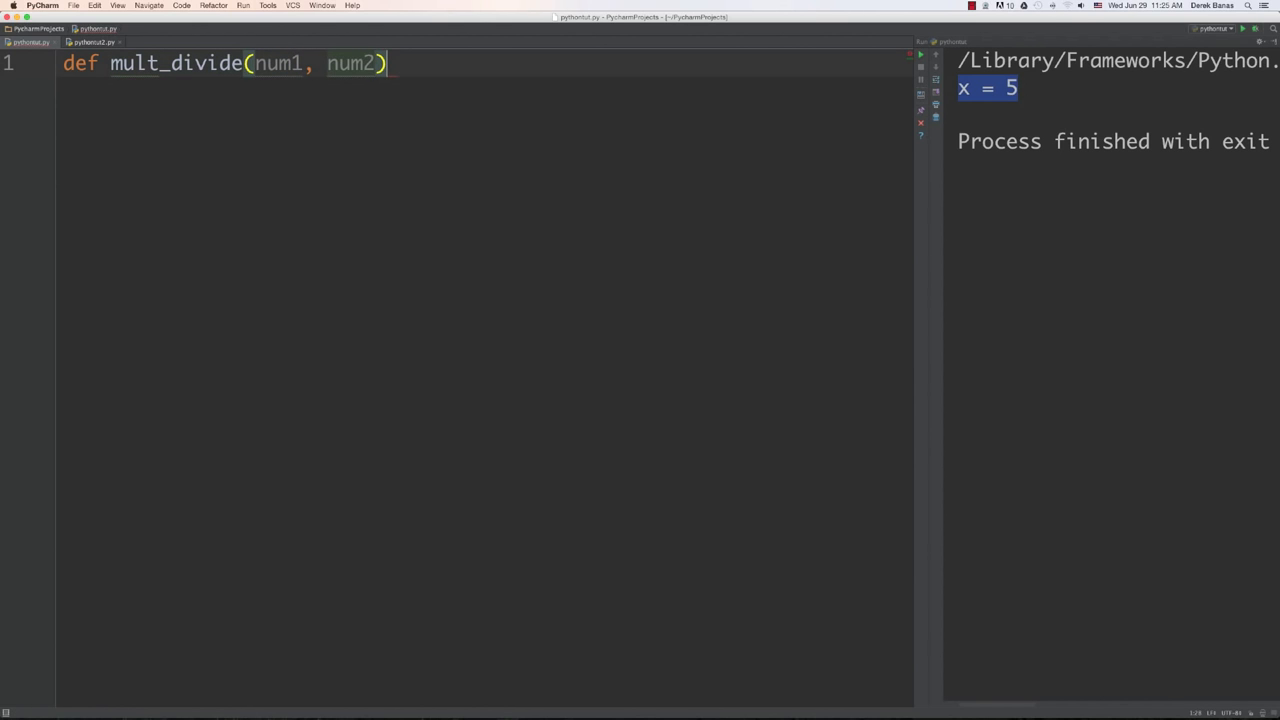 PyCharm File Edit View Navigate Code Refactor Run Tools VCS Window Help 10 Wed Jun 29 11:25 AM Derek Banas
pythontut.py - PycharmProjects - [~/PycharmProjects]
PycharmProjects pythontut.py pythontut
pythontut.py pythontut2.py Run pythontut
1 def mult_divide(num1, num2)
/Library/Frameworks/Python.
x = 5
Process finished with exit
1:28 LF UTF-8